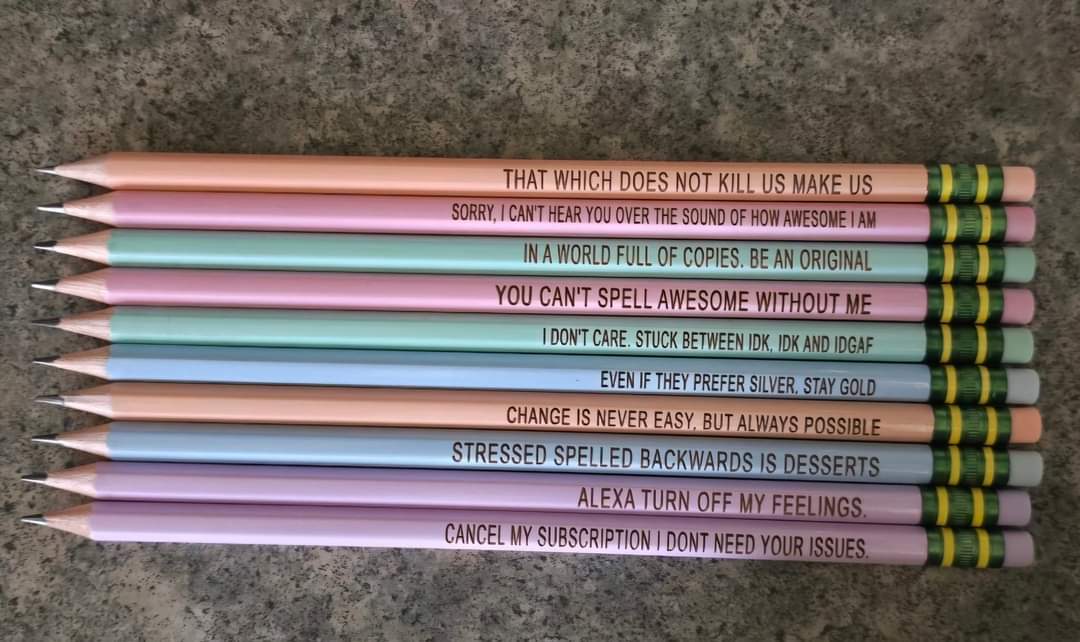 THAT WHICH DOES NOT KILL US MAKE US
SORRY, I CAN'T HEAR YOU OVER THE SOUND OF HOW AWESOME I AM
IN A WORLD FULL OF COPIES. BE AN ORIGINAL
YOU CAN'T SPELL AWESOME WITHOUT ME
I DON'T CARE. STUCK BETWEEN IDK, IDK AND IDGAF
EVEN IF THEY PREFER SILVER. STAY GOLD
CHANGE IS NEVER EASY, BUT ALWAYS POSSIBLE
STRESSED SPELLED BACKWARDS IS DESSERTS
ALEXA TURN OFF MY FEELINGS.
CANCEL MY SUBSCRIPTION I DONT NEED YOUR ISSUES.